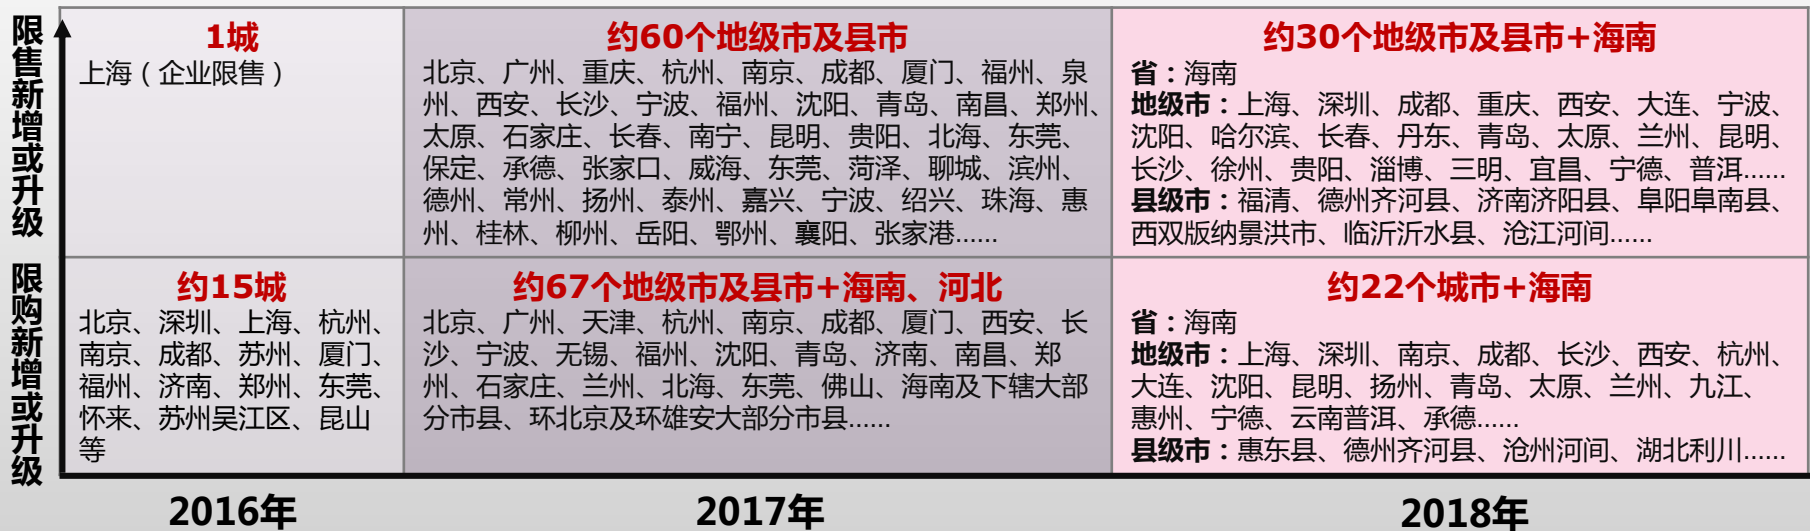 限售新增或升级
1城
上海（企业限售）
约60个地级市及县市
北京、广州、重庆、杭州、南京、成都、厦门、福州、泉
州、西安、长沙、宁波、福州、沈阳、青岛、南昌、郑州、
太原、石家庄、长春、南宁、昆明、贵阳、北海、东莞、
保定、承德、张家口、威海、东莞、菏泽、聊城、滨州、
德州、常州、扬州、泰州、嘉兴、宁波、绍兴、珠海、惠
州、桂林、柳州、岳阳、鄂州、襄阳、张家港......
约30个地级市及县市+海南
省：海南
地级市：上海、深圳、成都、重庆、西安、大连、宁波、
沈阳、哈尔滨、长春、丹东、青岛、太原、兰州、昆明、
长沙、徐州、贵阳、淄博、三明、宜昌、宁德、普洱......
县级市：福清、德州齐河县、济南济阳县、阜阳阜南县、
西双版纳景洪市、临沂沂水县、沧江河间......
限购新增或升级
约15城
北京、深圳、上海、杭州、
南京、成都、苏州、厦门、
福州、济南、郑州、东莞、
怀来、苏州吴江区、昆山
等
约67个地级市及县市+海南、河北
北京、广州、天津、杭州、南京、成都、厦门、西安、长
沙、宁波、无锡、福州、沈阳、青岛、济南、南昌、郑
州、石家庄、兰州、北海、东莞、佛山、海南及下辖大部
分市县、环北京及环雄安大部分市县......
约22个城市+海南
省：海南
地级市：上海、深圳、南京、成都、长沙、西安、杭州、
大连、沈阳、昆明、扬州、青岛、太原、兰州、九江、
惠州、宁德、云南普洱、承德......
县级市：惠东县、德州齐河县、沧州河间、湖北利川......
2016年
2017年
2018年